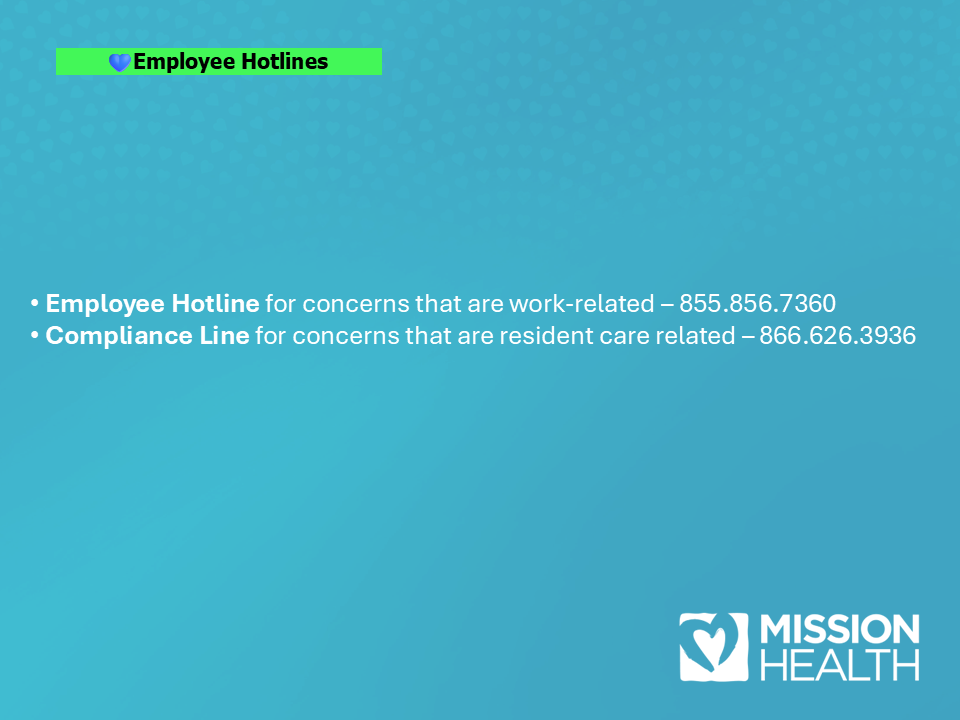 💙Employee Hotlines
• Employee Hotline for concerns that are work-related – 855.856.7360
• Compliance Line for concerns that are resident care related – 866.626.3936
MISSION
HEALTH